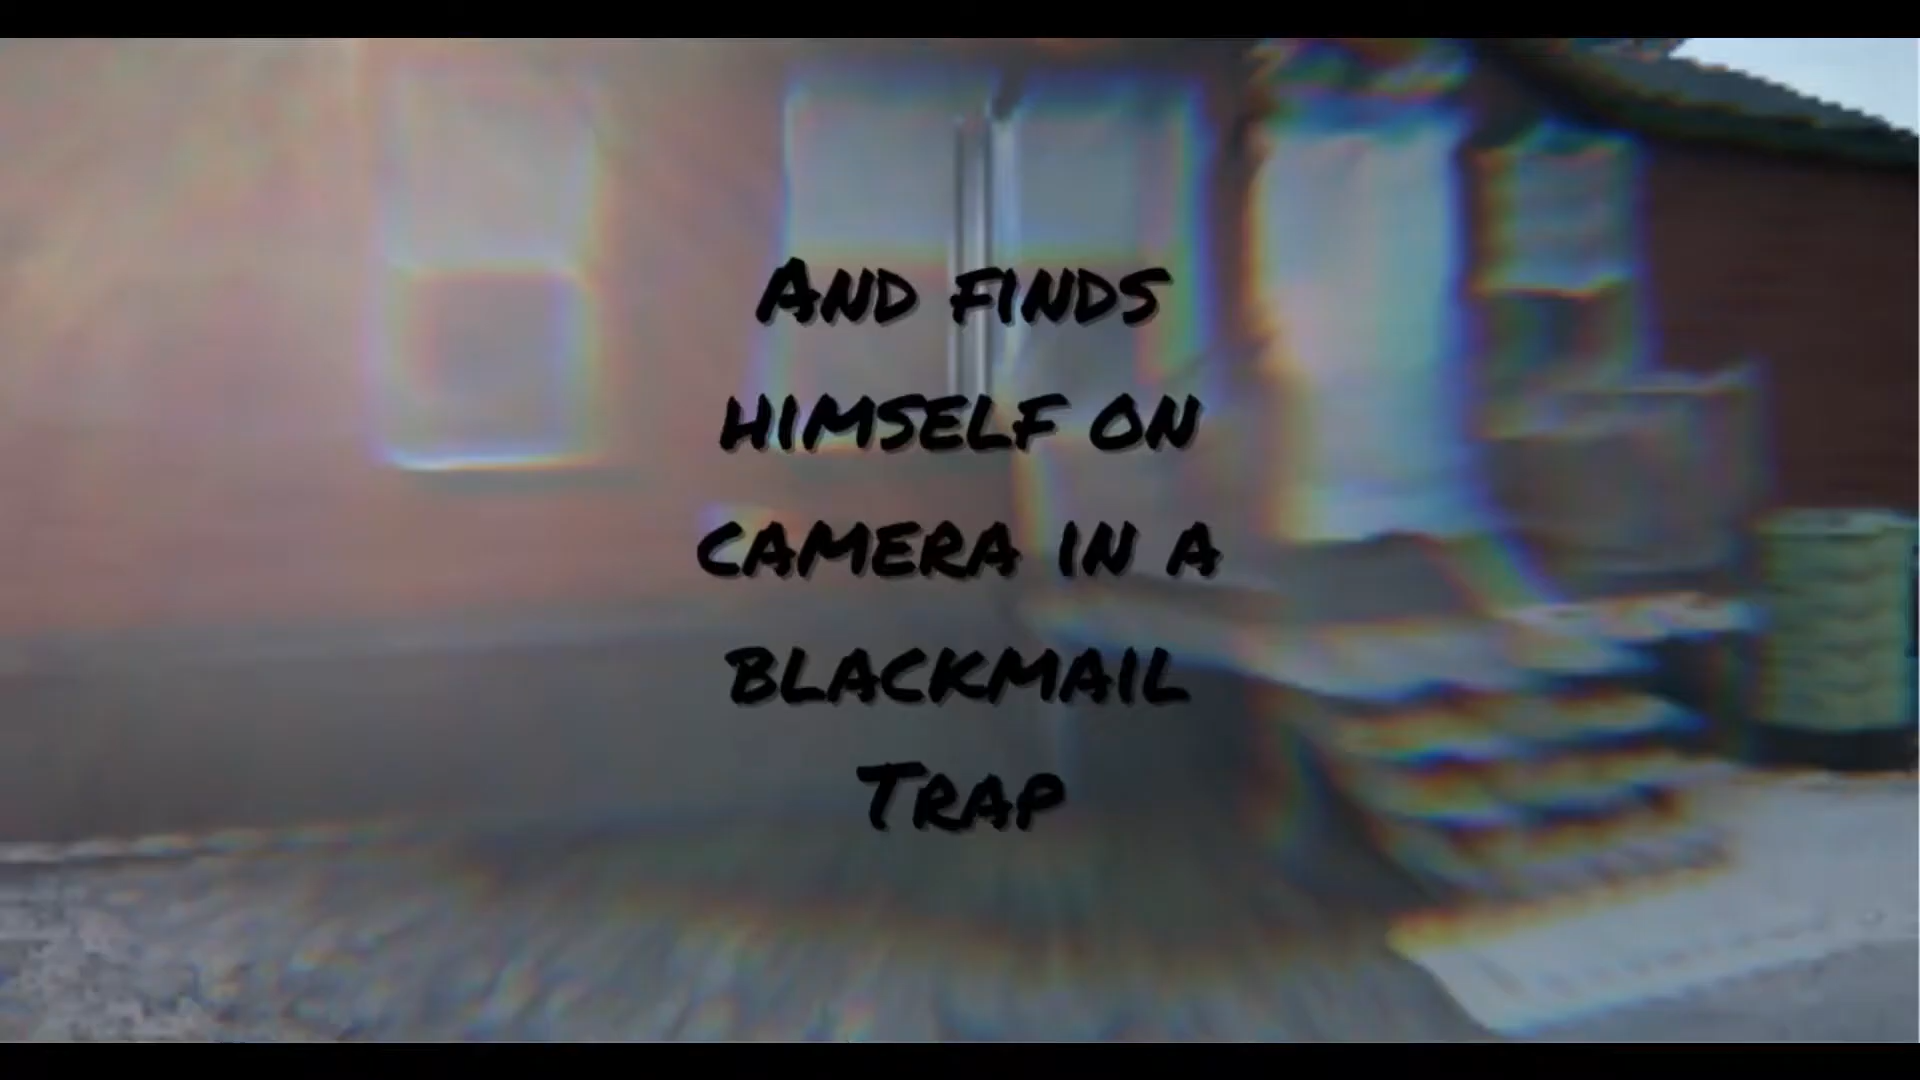 And finds
himself on
camera in a
blackmail
Trap